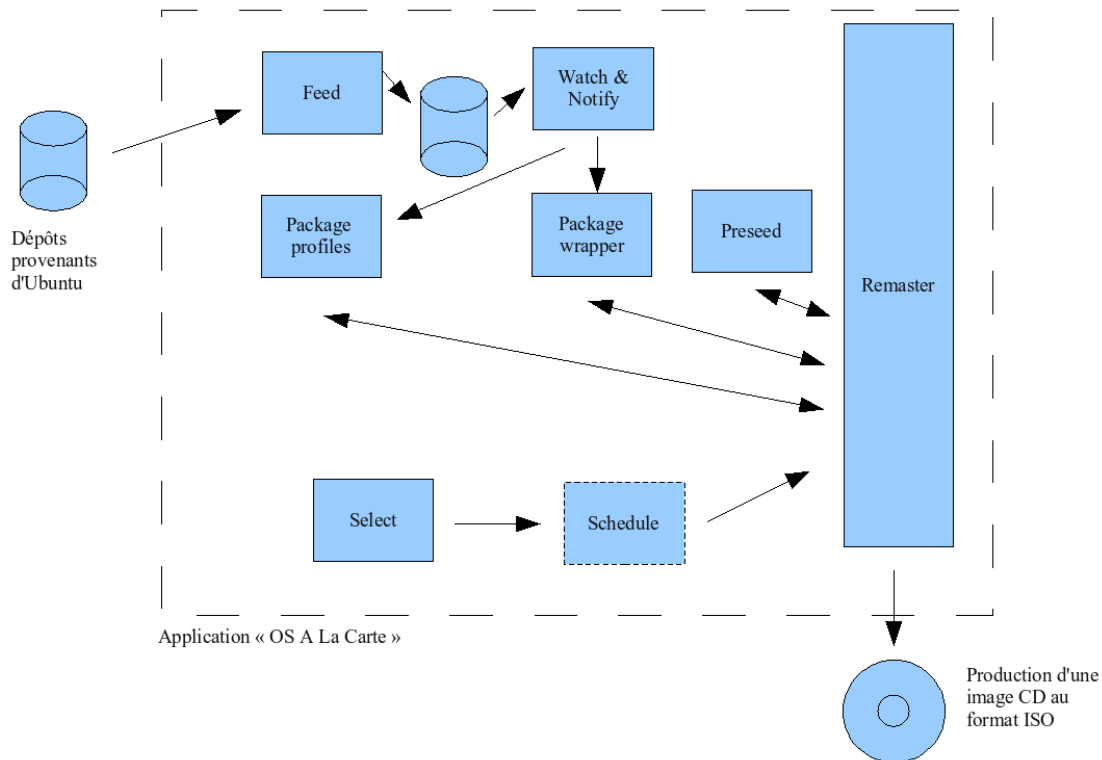 Feed
Watch &
Notify
Dépôts
provenants
d'Ubuntu
Package
profiles
Package
wrapper
Preseed
Remaster
Select
Schedule
Application « OS A La Carte »
Production d'une
image CD au
format ISO